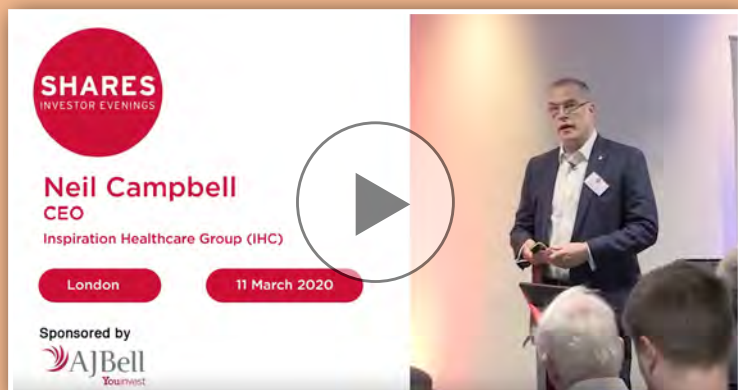 SHARES
INVESTOR EVENINGS
Neil Campbell
CEO
Inspiration Healthcare Group (IHC)
London
11 March 2020
Sponsored by
AJBell
Youinvest